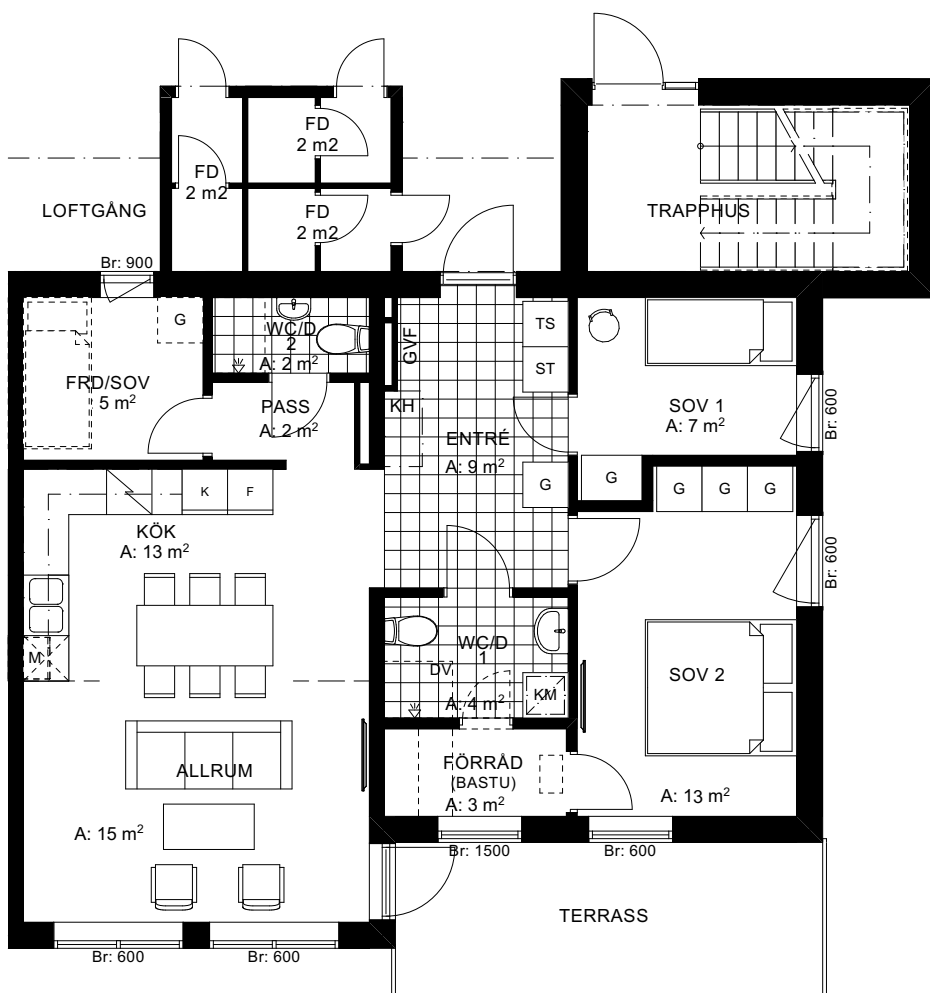 FD
2 m2
FD
2 m2
FD
2 m2
LOFTGÅNG
TRAPPHUS
Br: 900
G
WC/D
2
A: 2 m²
GVF
TS
ST
FRD/SOV
5 m²
PASS
A: 2 m²
KH
ENTRÉ
A: 9 m²
SOV 1
A: 7 m²
Br: 600
K
F
G
G
G
G
G
KÖK
A: 13 m²
Br: 600
M
WC/D
1
DV
A: 4 m²
KM
SOV 2
ALLRUM
FÖRRÅD
(BASTU)
A: 3 m²
A: 13 m²
A: 15 m²
Br: 1500
Br: 600
TERRASS
Br: 600
Br: 600